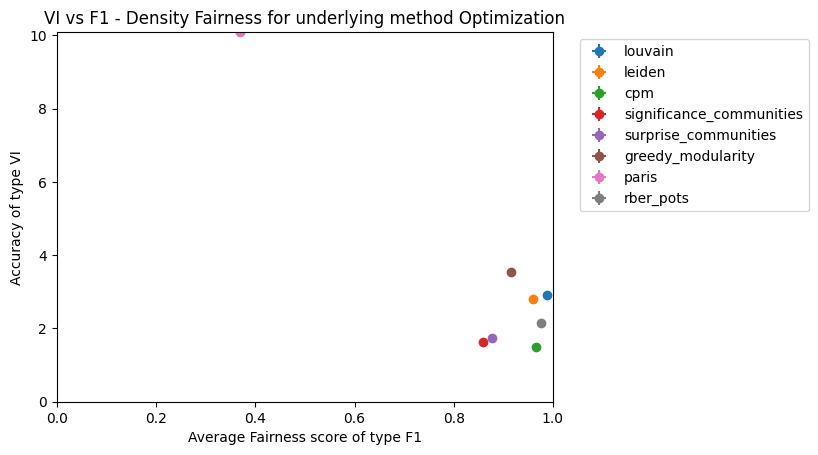 VI vs F1 - Density Fairness for underlying method Optimization
10
8
6
4
2
0
Accuracy of type VI
0.0 0.2 0.4 0.6 0.8 1.0
Average Fairness score of type F1
louvain
leiden
cpm
significance_communities
surprise_communities
greedy_modularity
paris
rber_pots